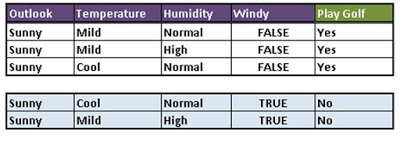 Outlook Temperature Humidity Windy Play Golf
Sunny Mild Normal FALSE Yes
Sunny Mild High FALSE Yes
Sunny Cool Normal FALSE Yes
Sunny Cool Normal TRUE No
Sunny Mild High TRUE No